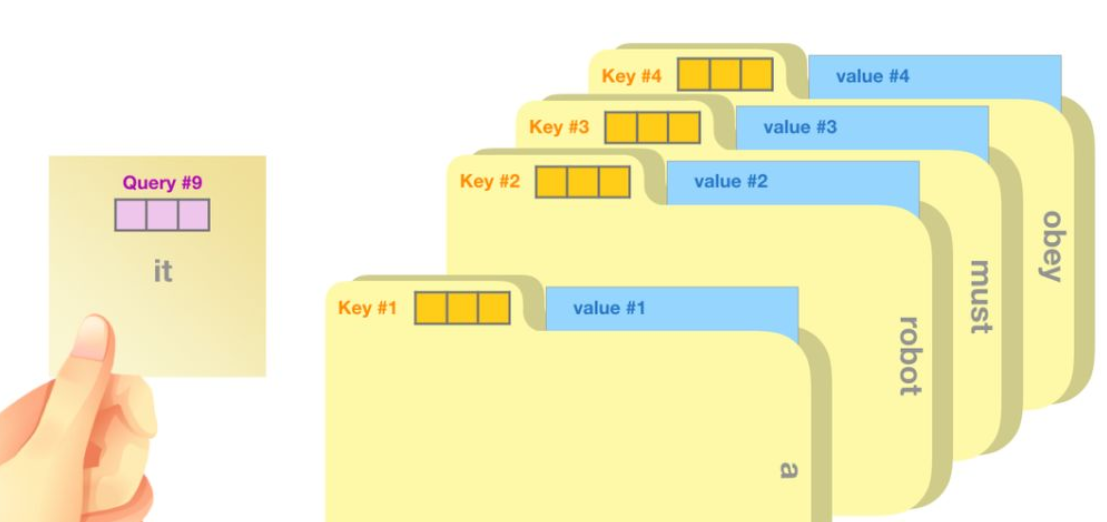 Query #9
it
Key #4
value #4
Key #3
value #3
Key #2
value #2
Key #1
value #1
obey
must
robot
a